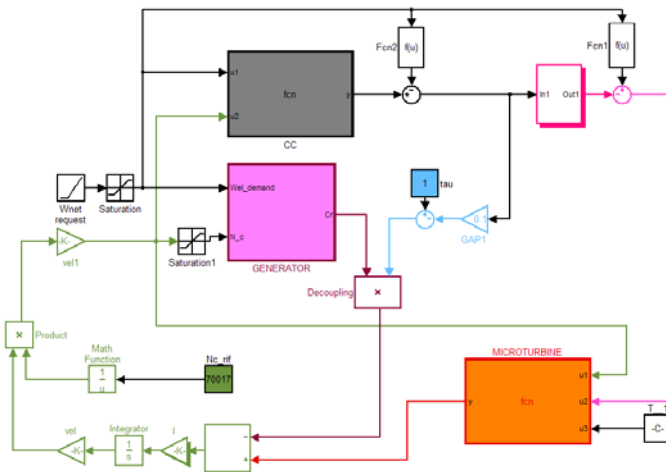 Fcn2
f(u)
Fcn1
f(u)
u1
fcn
y
u2
CC
In1
Out1
Wnet
request
Saturation
Wel_demand
Cr
N_c
GENERATOR
1
tau
0.1
GAP1
-K-
vel1
Saturation1
Decoupling
×
×
Product
Math
Function
1
u
Nc_rif
70017
MICROTURBINE
u1
y
fcn
u2
u3
-C-
vel
-K-
Integrator
1
s
I
-K-